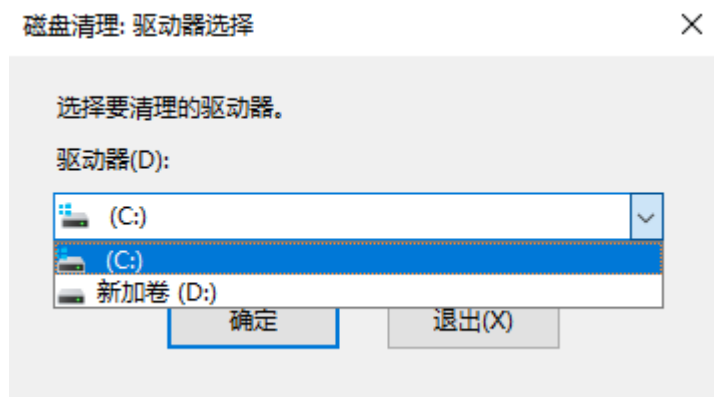 磁盘清理: 驱动器选择
选择要清理的驱动器。
驱动器(D):
(C:)
(C:)
新加卷 (D:)
确定 退出(X)